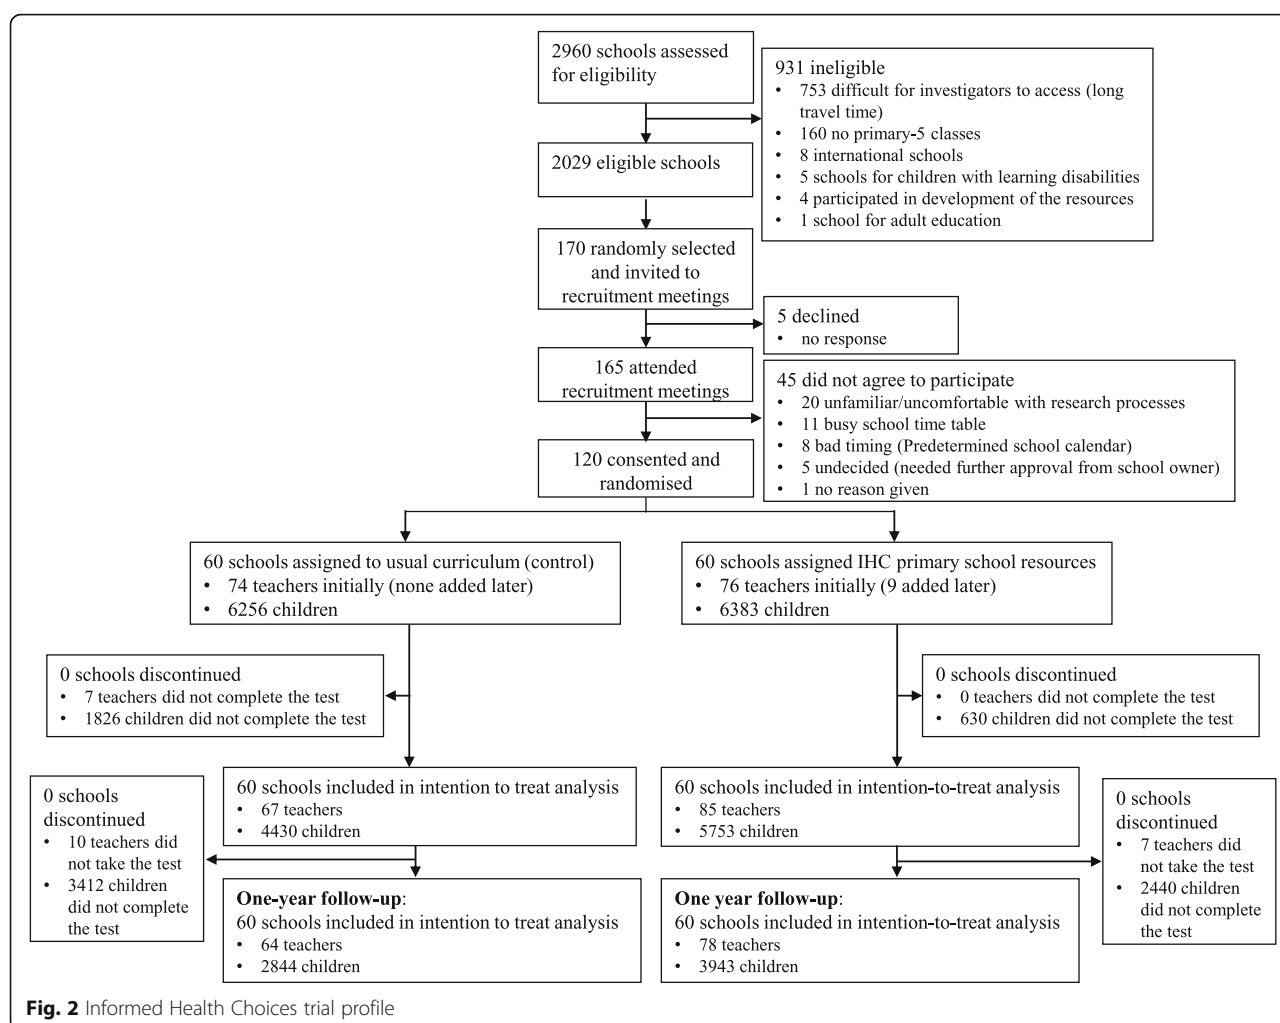 2960 schools assessed
for eligibility
931 ineligible
• 753 difficult for investigators to access (long
travel time)
• 160 no primary-5 classes
• 8 international schools
• 5 schools for children with learning disabilities
• 4 participated in development of the resources
• 1 school for adult education
2029 eligible schools
170 randomly selected
and invited to
recruitment meetings
5 declined
• no response
165 attended
recruitment meetings
45 did not agree to participate
• 20 unfamiliar/uncomfortable with research processes
• 11 busy school time table
• 8 bad timing (Predetermined school calendar)
• 5 undecided (needed further approval from school owner)
• 1 no reason given
120 consented and
randomised
60 schools assigned to usual curriculum (control)
• 74 teachers initially (none added later)
• 6256 children
60 schools assigned IHC primary school resources
• 76 teachers initially (9 added later)
• 6383 children
0 schools discontinued
• 7 teachers did not complete the test
• 1826 children did not complete the test
0 schools discontinued
• 0 teachers did not complete the test
• 630 children did not complete the test
60 schools included in intention to treat analysis
• 67 teachers
• 4430 children
60 schools included in intention-to-treat analysis
• 85 teachers
• 5753 children
0 schools
discontinued
• 10 teachers did
not take the test
• 3412 children
did not complete
the test
0 schools
discontinued
• 7 teachers did
not take the test
• 2440 children
did not complete
the test
One-year follow-up:
60 schools included in intention to treat analysis
• 64 teachers
• 2844 children
One year follow-up:
60 schools included in intention-to-treat analysis
• 78 teachers
• 3943 children
Fig. 2 Informed Health Choices trial profile